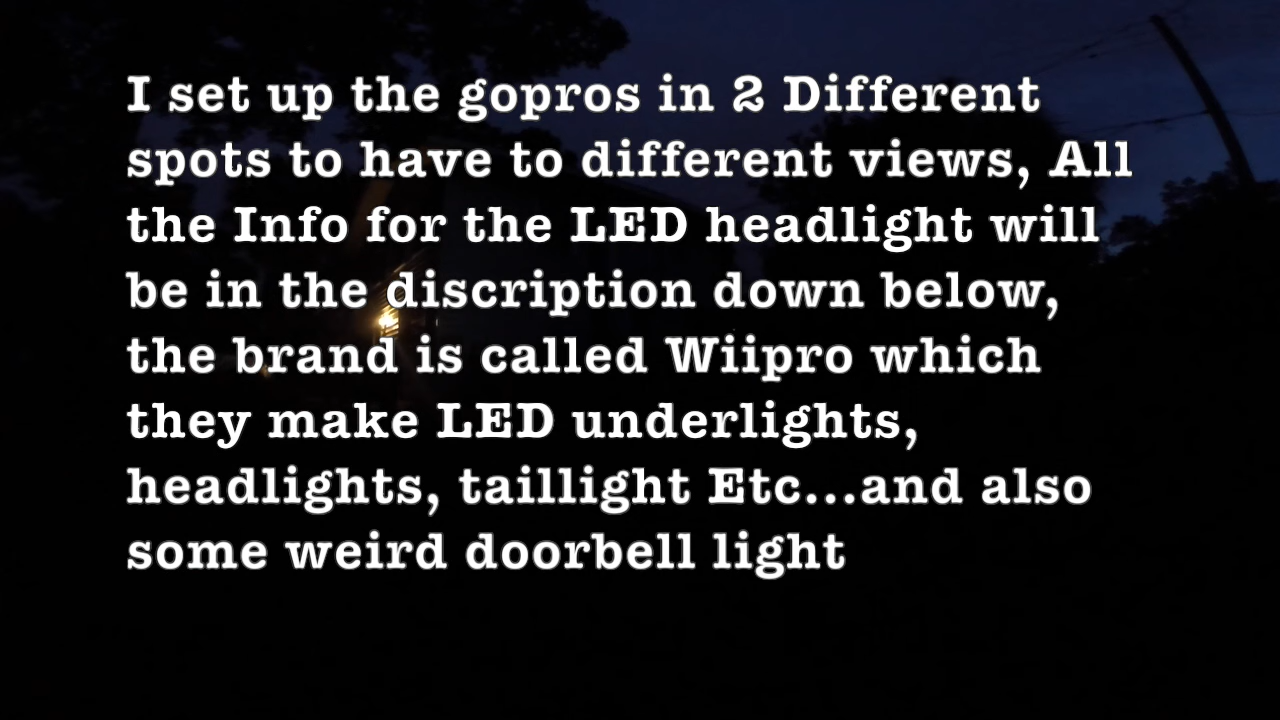 I set up the gopros in 2 Different
spots to have to different views, All
the Info for the LED headlight will
be in the discription down below,
the brand is called Wiipro which
they make LED underlights,
headlights, taillight Etc...and also
some weird doorbell light